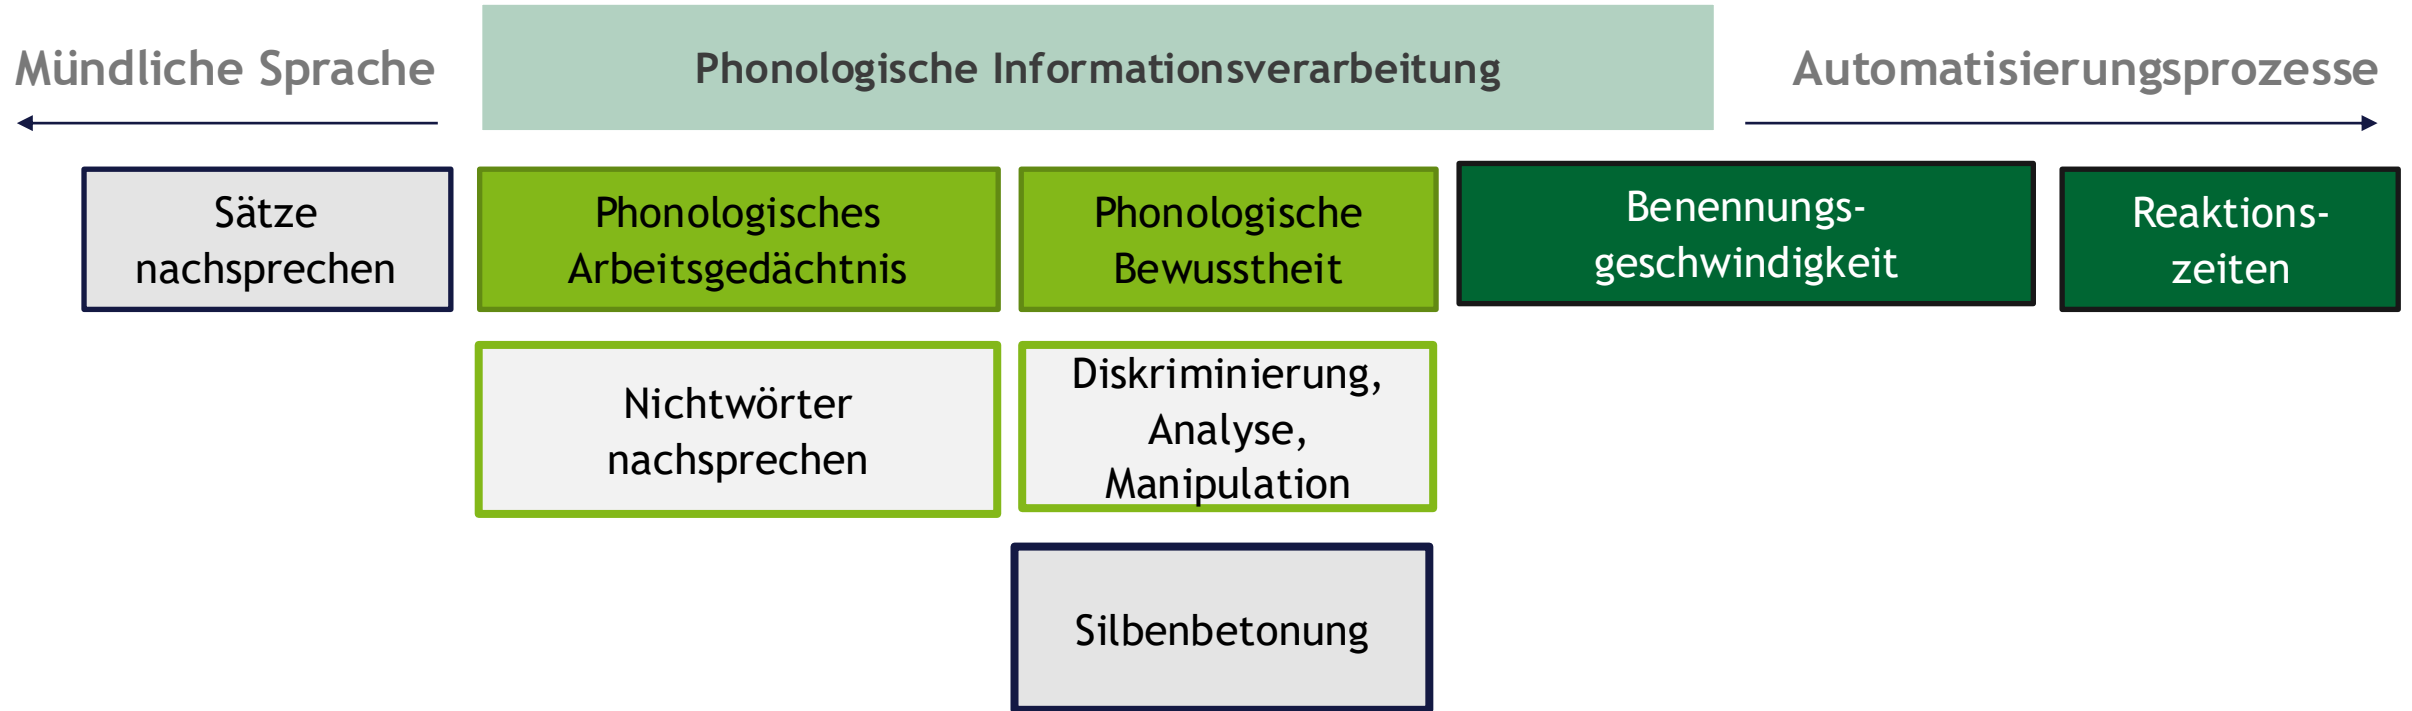 Mündliche Sprache
Phonologische Informationsverarbeitung
Automatisierungsprozesse
Sätze
nachsprechen
Phonologisches
Arbeitsgedächtnis
Phonologische
Bewusstheit
Benennungs-
geschwindigkeit
Reaktions-
zeiten
Nichtwörter
nachsprechen
Diskriminierung,
Analyse,
Manipulation
Silbenbetonung